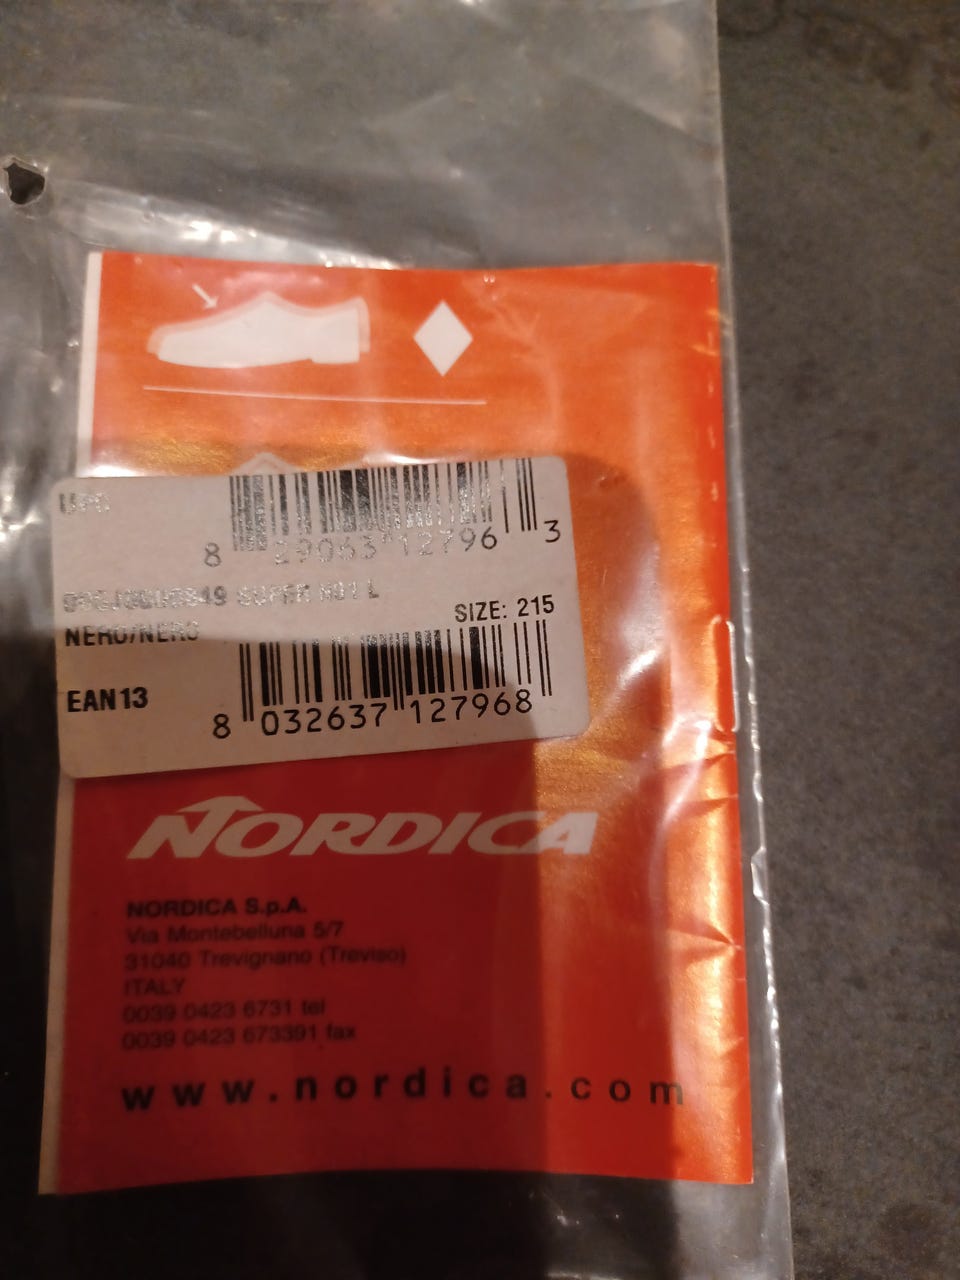 UPC
8 29063 12796 3
SUPER N01 L
SIZE: 215
NERO/NERO
EAN13
8 032637 127968
NORDICA
NORDICA S.p.A.
Via Montebelluna 5/7
31040 Trevignano (Treviso)
ITALY
0039 0423 6731 tel
0039 0423 673391 fax
www.nordica.com